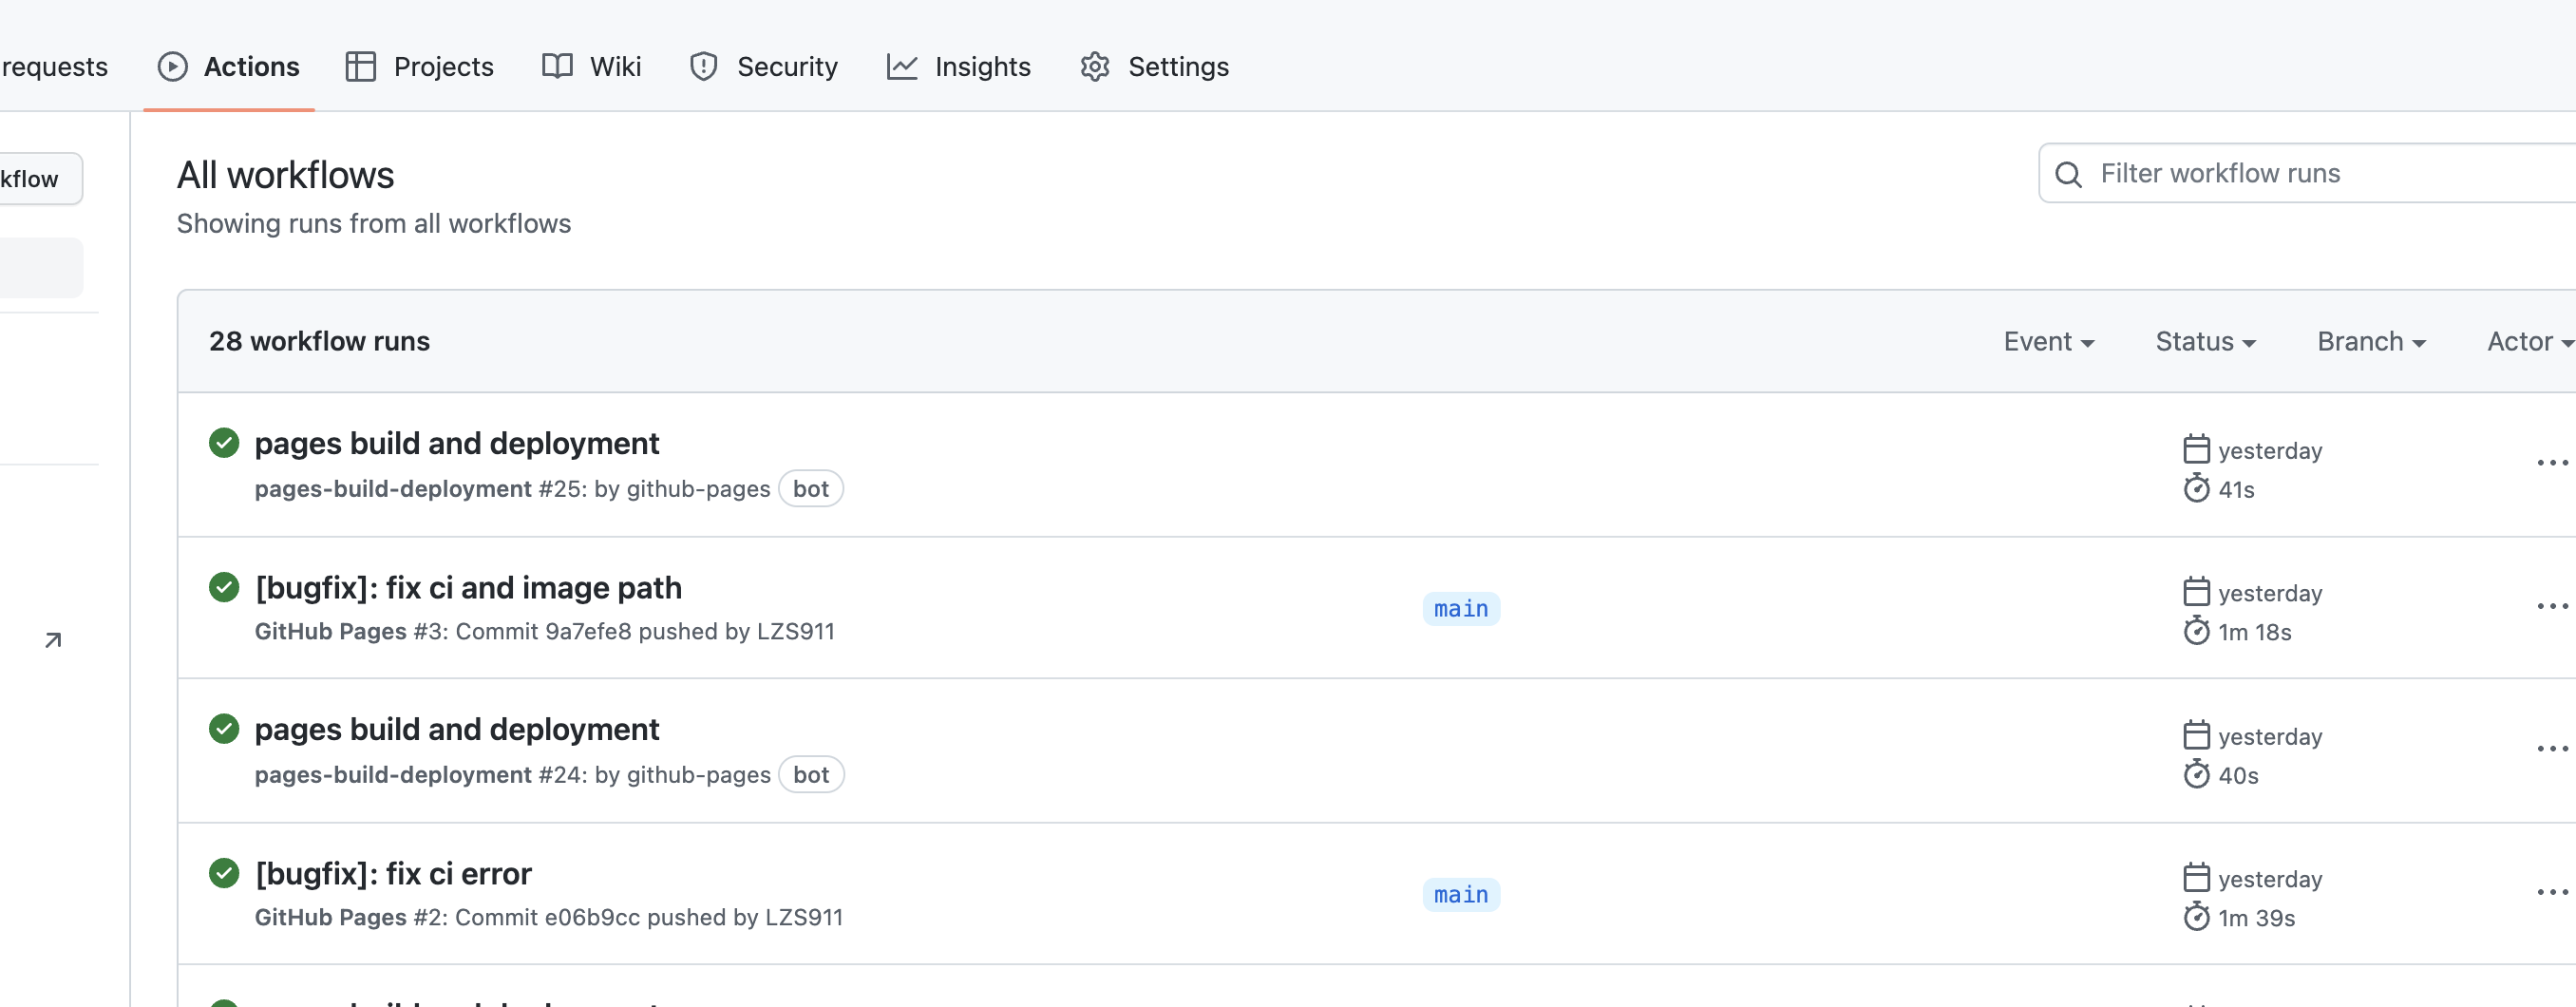 requests
Actions
Projects
Wiki
Security
Insights
Settings
kflow
All workflows
Showing runs from all workflows
Filter workflow runs
28 workflow runs
Event
Status
Branch
Actor
pages build and deployment
pages-build-deployment #25: by github-pages bot
yesterday
41s
[bugfix]: fix ci and image path
GitHub Pages #3: Commit 9a7efe8 pushed by LZS911
main
yesterday
1m 18s
pages build and deployment
pages-build-deployment #24: by github-pages bot
yesterday
40s
[bugfix]: fix ci error
GitHub Pages #2: Commit e06b9cc pushed by LZS911
main
yesterday
1m 39s